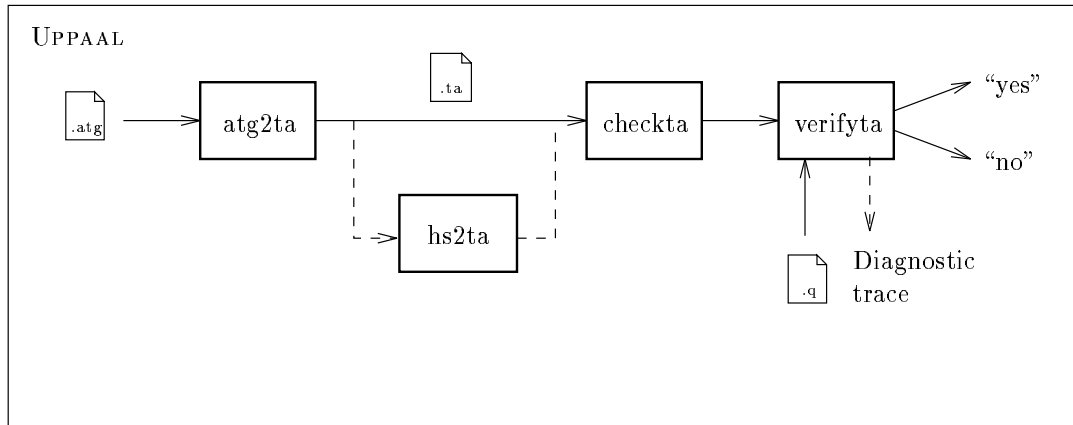 UPPAAL
.atg
atg2ta
.ta
checkta
verifyta
“yes”
“no”
hs2ta
.q
Diagnostic
trace